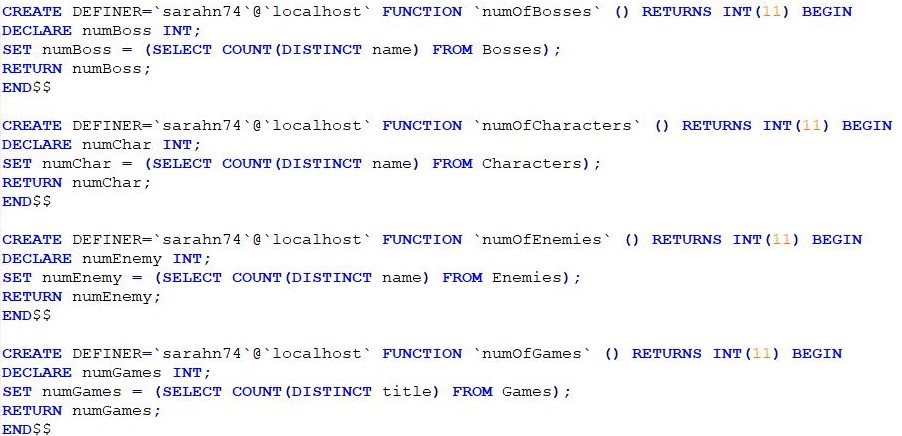 CREATE DEFINER=`sarahn74`@`localhost` FUNCTION `numOfBosses` () RETURNS INT(11) BEGIN
DECLARE numBoss INT;
SET numBoss = (SELECT COUNT(DISTINCT name) FROM Bosses);
RETURN numBoss;
END$$

CREATE DEFINER=`sarahn74`@`localhost` FUNCTION `numOfCharacters` () RETURNS INT(11) BEGIN
DECLARE numChar INT;
SET numChar = (SELECT COUNT(DISTINCT name) FROM Characters);
RETURN numChar;
END$$

CREATE DEFINER=`sarahn74`@`localhost` FUNCTION `numOfEnemies` () RETURNS INT(11) BEGIN
DECLARE numEnemy INT;
SET numEnemy = (SELECT COUNT(DISTINCT name) FROM Enemies);
RETURN numEnemy;
END$$

CREATE DEFINER=`sarahn74`@`localhost` FUNCTION `numOfGames` () RETURNS INT(11) BEGIN
DECLARE numGames INT;
SET numGames = (SELECT COUNT(DISTINCT title) FROM Games);
RETURN numGames;
END$$